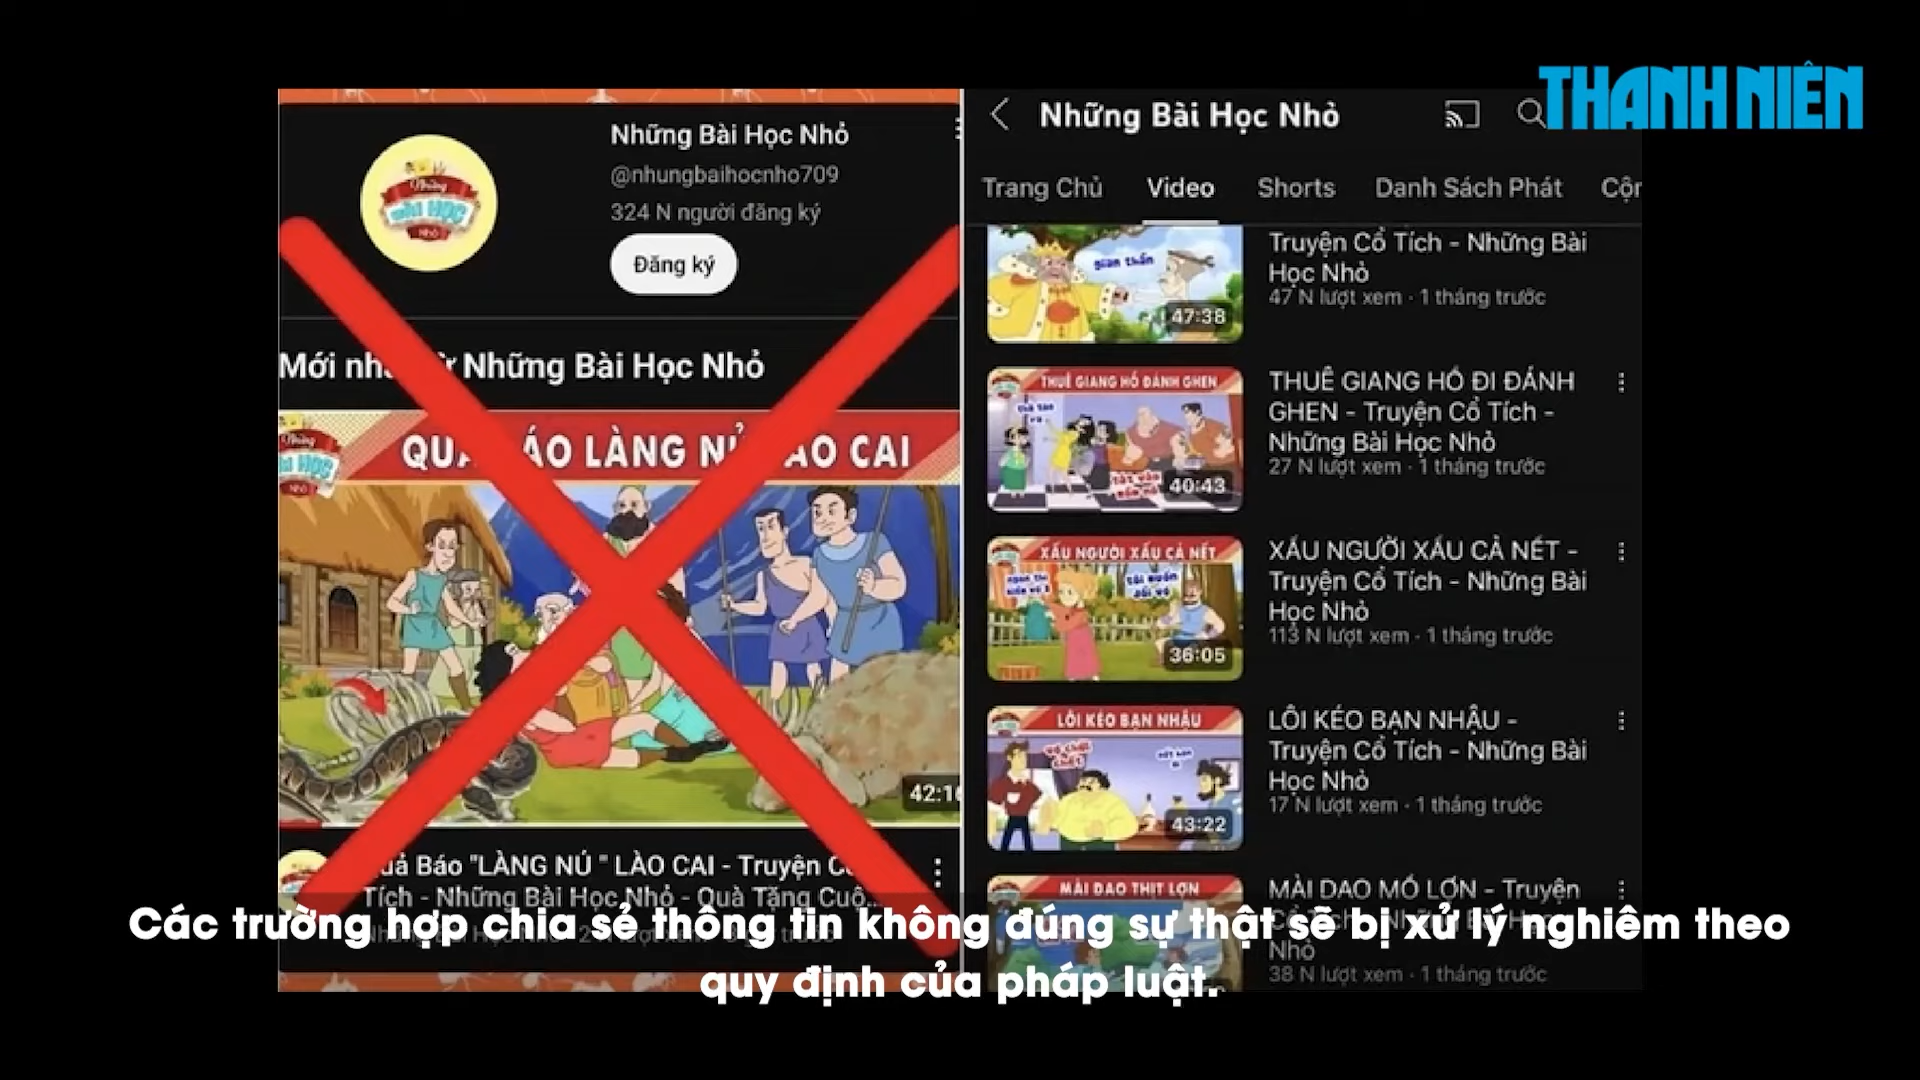 THANH NIÊN
Những Bài Học Nhỏ
@nhungbaihocnho709
324 N người đăng ký
Đăng ký
Mới Những Bài Học Nhỏ
LÀNG CAI
Những
BÀI HỌC
Nhỏ
42:16
Báo "LÀNG NÚ " LÀO CAI - Truyện
Tích - Những Bài Học Nhỏ - Quà Tặng Cuộ...
Những Bài Học Nhỏ
Trang Chủ
Video
Shorts
Danh Sách Phát
Cộn
gian thần
47:38
Truyện Cổ Tích - Những Bài
Học Nhỏ
47 N lượt xem · 1 tháng trước
THUÊ GIANG HỒ ĐÁNH GHEN
40:43
THUÊ GIANG HỒ ĐI ĐÁNH
GHEN - Truyện Cổ Tích -
Những Bài Học Nhỏ
27 N lượt xem · 1 tháng trước
XẤU NGƯỜI XẤU CẢ NẾT
36:05
XẤU NGƯỜI XẤU CẢ NẾT -
Truyện Cổ Tích - Những Bài
Học Nhỏ
113 N lượt xem · 1 tháng trước
LÔI KÉO BẠN NHẬU
43:22
LÔI KÉO BẠN NHẬU -
Truyện Cổ Tích - Những Bài
Học Nhỏ
17 N lượt xem · 1 tháng trước
MÀI DAO THỊT LỢN
MÀI DAO MỔ LỢN - Truyện
Nhỏ
38 N lượt xem · 1 tháng trước
Các trường hợp chia sẻ thông tin không đúng sự thật sẽ bị xử lý nghiêm theo
quy định của pháp luật.